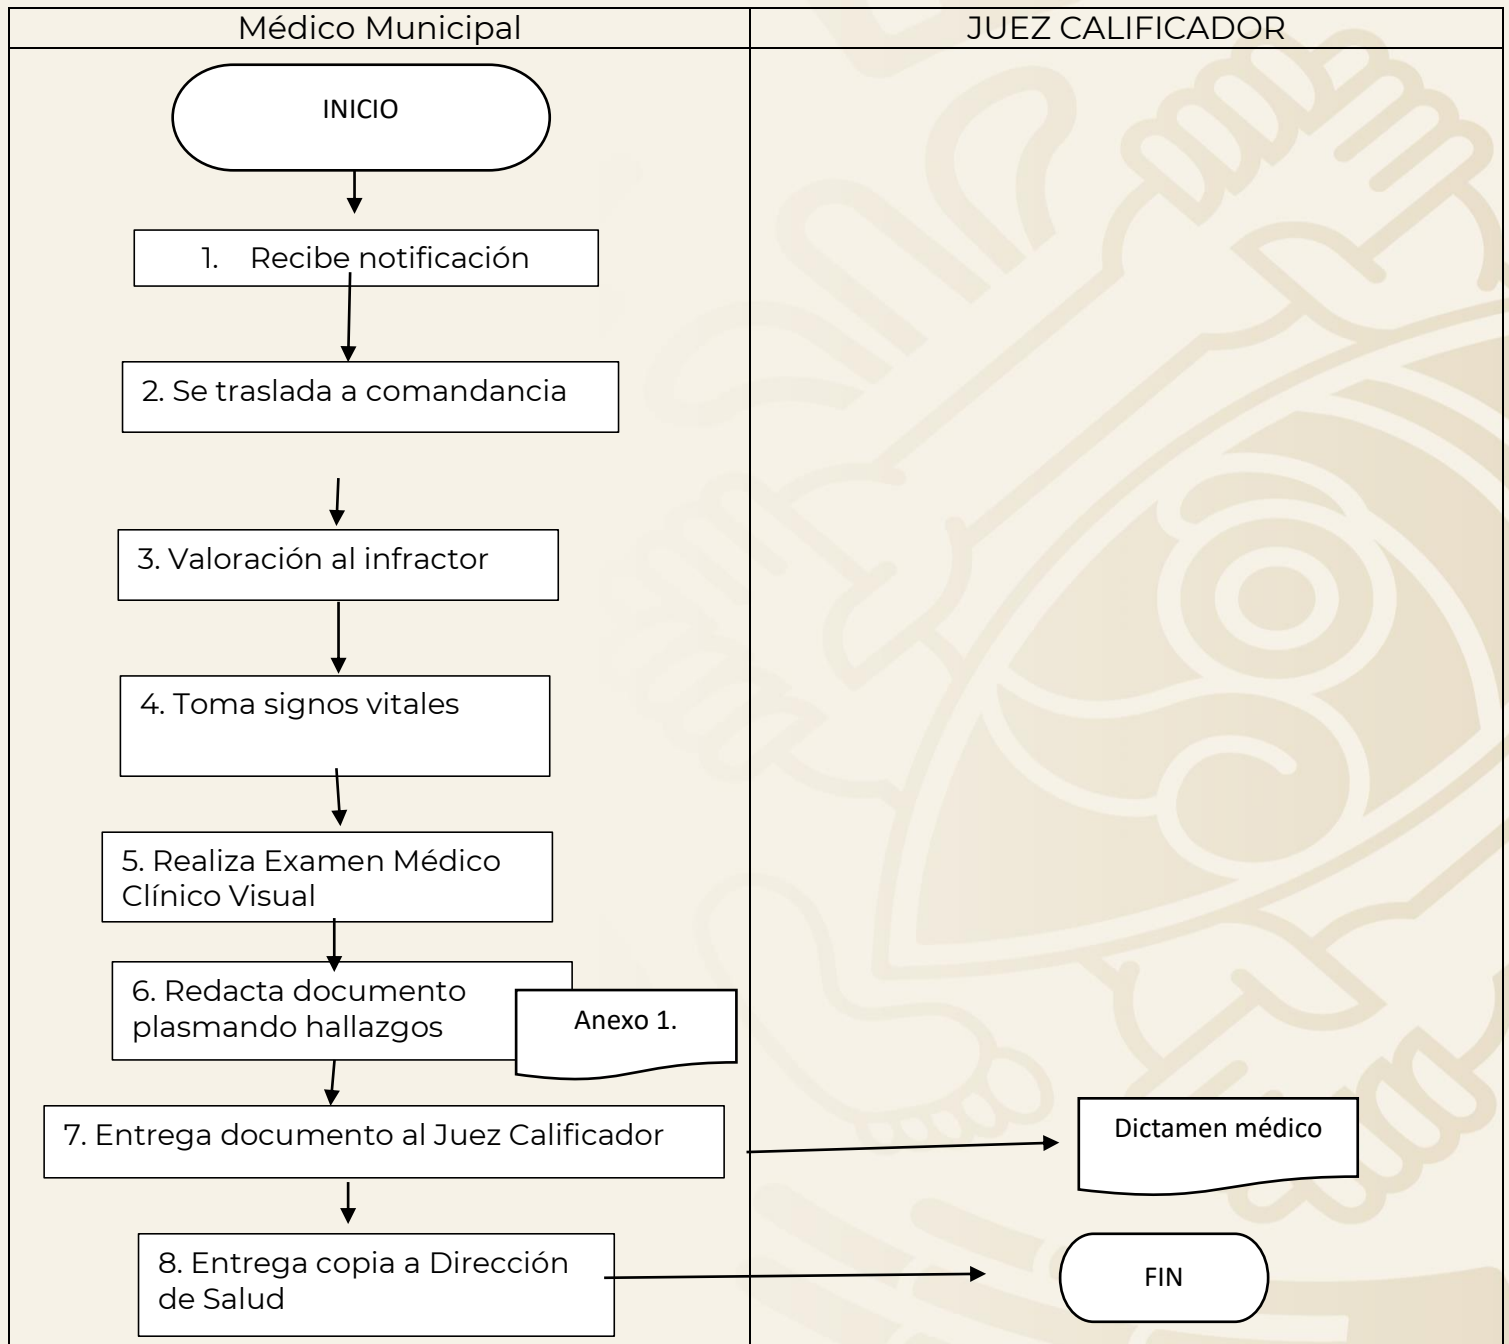 Médico Municipal
JUEZ CALIFICADOR
INICIO
1. Recibe notificación
2. Se traslada a comandancia
3. Valoración al infractor
4. Toma signos vitales
5. Realiza Examen Médico
Clínico Visual
6. Redacta documento
plasmando hallazgos
Anexo 1.
7. Entrega documento al Juez Calificador
Dictamen médico
8. Entrega copia a Dirección
de Salud
FIN